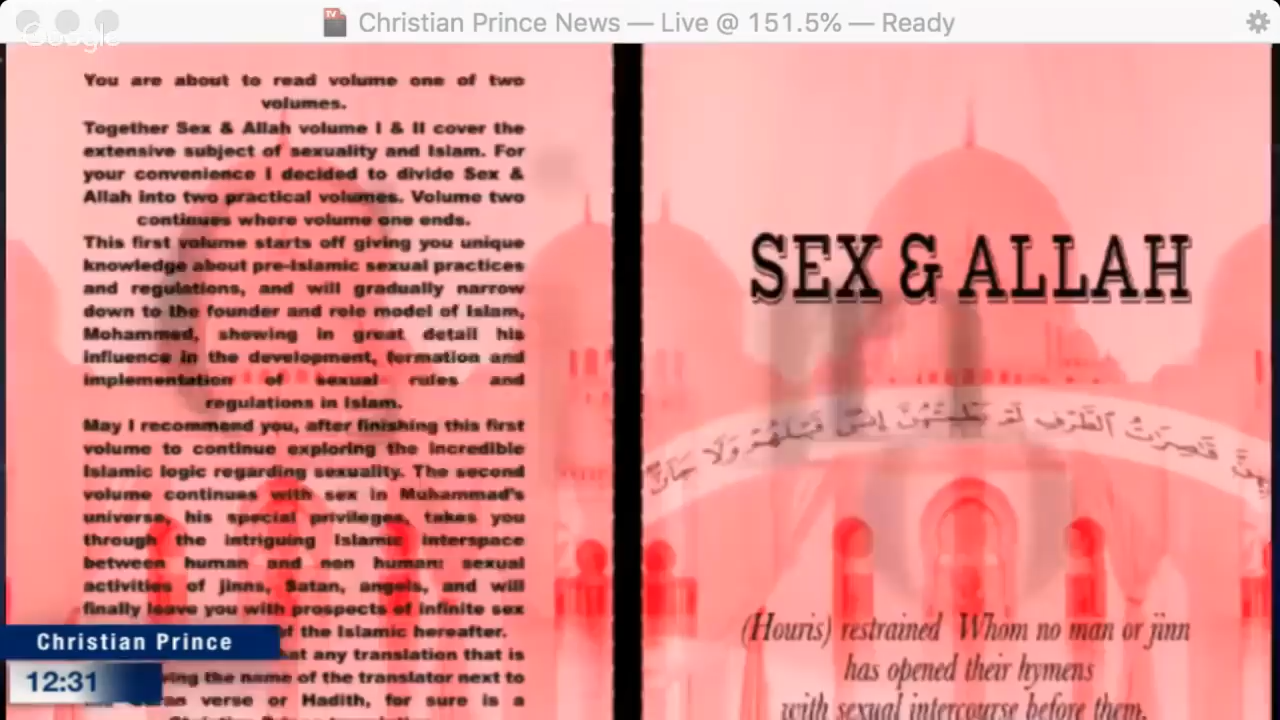 Christian Prince News — Live @ 151.5% — Ready
Google
You are about to read volume one of two
volumes.
Together Sex & Allah volume I & II cover the
extensive subject of sexuality and Islam. For
your convenience I decided to divide Sex &
Allah into two practical volumes. Volume two
continues where volume one ends.
This first volume starts off giving you unique
knowledge about pre-Islamic sexual practices
and regulations, and will gradually narrow
down to the founder and role model of Islam,
Mohammed, showing in great detail his
influence in the development, formation and
implementation of sexual rules and
regulations in Islam.
May I recommend you, after finishing this first
volume to continue exploring the incredible
Islamic logic regarding sexuality. The second
volume continues with sex in Muhammad's
universe, his special privileges, takes you
through the intriguing Islamic interspace
between human and non human: sexual
activities of jinns, Satan, angels, and will
finally leave you with prospects of infinite sex
of the Islamic hereafter.
that any translation that is
the name of the translator next to
verse or Hadith, for sure is a
Christian Prince translation
Christian Prince
12:31
SEX & ALLAH
قَٰصِرَٰتُ ٱلطَّرْفِ لَمْ يَطْمِثْهُنَّ إِنسٌ قَبْلَهُمْ وَلَا جَانٌّ
(Houris) restrained Whom no man or jinn
has opened their hymens
with sexual intercourse before them.